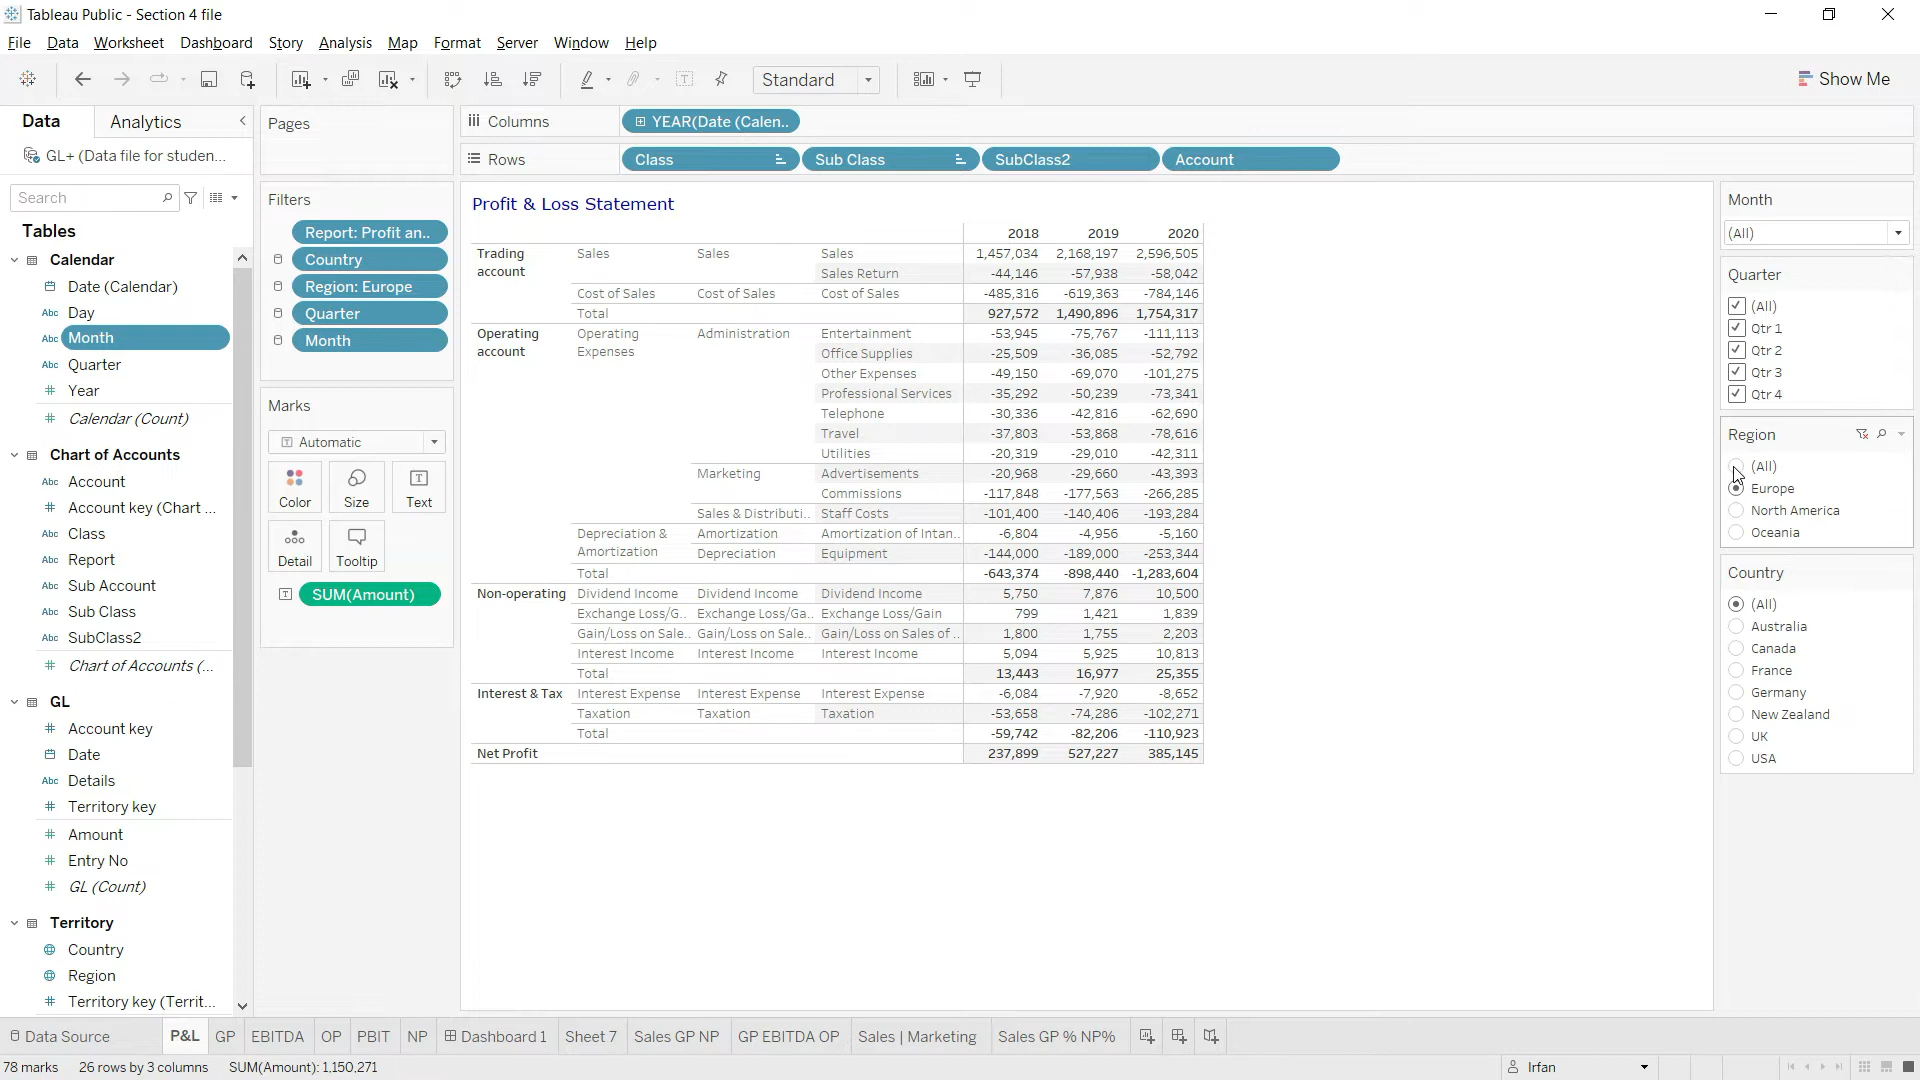 Tableau Public - Section 4 file
File Data Worksheet Dashboard Story Analysis Map Format Server Window Help
Standard
Show Me
Data Analytics
GL+ (Data file for studen...
Search
Tables
Calendar
Date (Calendar)
Abc Day
Abc Month
Abc Quarter
Year
Calendar (Count)
Chart of Accounts
Abc Account
Account key (Chart ...
Abc Class
Abc Report
Abc Sub Account
Abc Sub Class
Abc SubClass2
Chart of Accounts (...
GL
Account key
Date
Abc Details
Territory key
Amount
Entry No
GL (Count)
Territory
Country
Region
Territory key (Territ...
Pages
Filters
Report: Profit an..
Country
Region: Europe
Quarter
Month
Marks
Automatic
Color Size Text
Detail Tooltip
SUM(Amount)
Columns YEAR(Date (Calen..
Rows Class Sub Class SubClass2 Account
Profit & Loss Statement
2018 2019 2020
Trading account Sales Sales Sales 1,457,034 2,168,197 2,596,505
Sales Return -44,146 -57,938 -58,042
Cost of Sales Cost of Sales Cost of Sales -485,316 -619,363 -784,146
Total 927,572 1,490,896 1,754,317
Operating account Operating Expenses Administration Entertainment -53,945 -75,767 -111,113
Office Supplies -25,509 -36,085 -52,792
Other Expenses -49,150 -69,070 -101,275
Professional Services -35,292 -50,239 -73,341
Telephone -30,336 -42,816 -62,690
Travel -37,803 -53,868 -78,616
Utilities -20,319 -29,010 -42,311
Marketing Advertisements -20,968 -29,660 -43,393
Commissions -117,848 -177,563 -266,285
Sales & Distributi.. Staff Costs -101,400 -140,406 -193,284
Depreciation & Amortization Amortization Amortization of Intan.. -6,804 -4,956 -5,160
Depreciation Equipment -144,000 -189,000 -253,344
Total -643,374 -898,440 -1,283,604
Non-operating Dividend Income Dividend Income Dividend Income 5,750 7,876 10,500
Exchange Loss/G.. Exchange Loss/Ga.. Exchange Loss/Gain 799 1,421 1,839
Gain/Loss on Sale.. Gain/Loss on Sale.. Gain/Loss on Sales of .. 1,800 1,755 2,203
Interest Income Interest Income Interest Income 5,094 5,925 10,813
Total 13,443 16,977 25,355
Interest & Tax Interest Expense Interest Expense Interest Expense -6,084 -7,920 -8,652
Taxation Taxation Taxation -53,658 -74,286 -102,271
Total -59,742 -82,206 -110,923
Net Profit 237,899 527,227 385,145
Month
(All)
Quarter
(All)
Qtr 1
Qtr 2
Qtr 3
Qtr 4
Region
(All)
Europe
North America
Oceania
Country
(All)
Australia
Canada
France
Germany
New Zealand
UK
USA
Data Source P&L GP EBITDA OP PBIT NP Dashboard 1 Sheet 7 Sales GP NP GP EBITDA OP Sales | Marketing Sales GP % NP%
78 marks 26 rows by 3 columns SUM(Amount): 1,150,271 Irfan